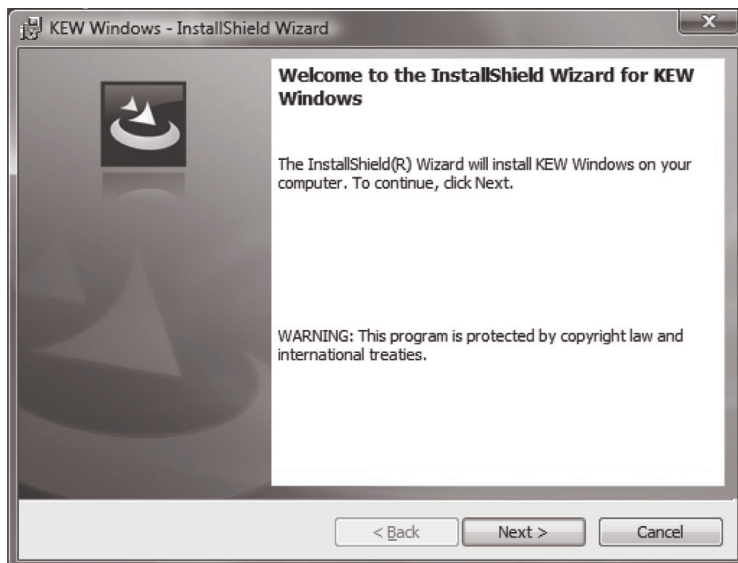 KEW Windows - InstallShield Wizard
X
Welcome to the InstallShield Wizard for KEW
Windows
The InstallShield(R) Wizard will install KEW Windows on your
computer. To continue, click Next.
WARNING: This program is protected by copyright law and
international treaties.
< Back
Next >
Cancel